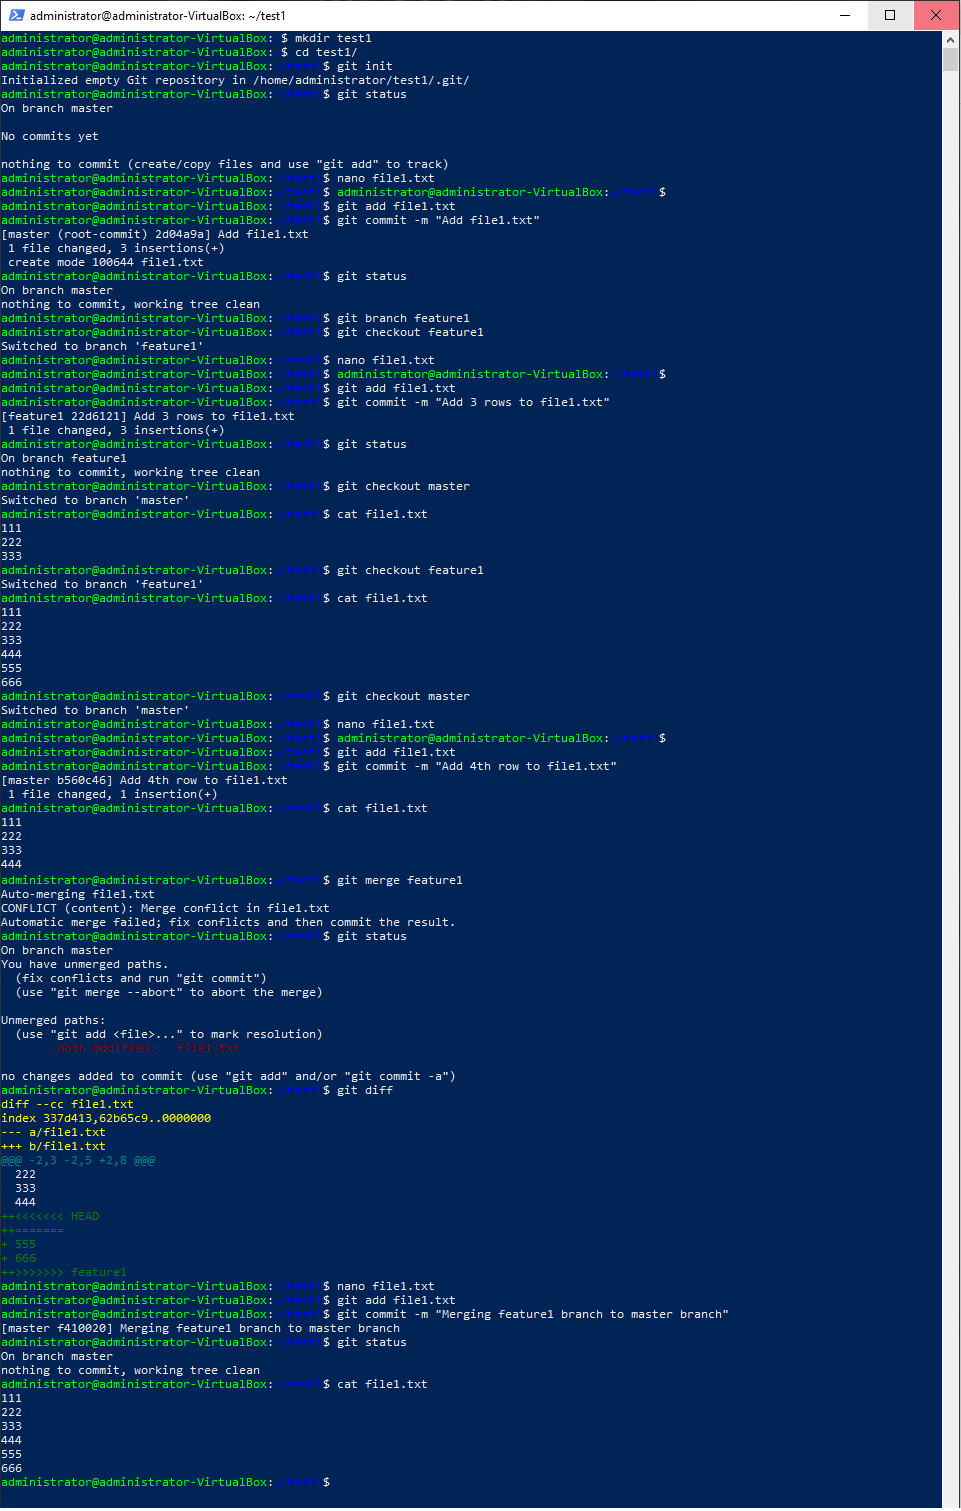 administrator@administrator-VirtualBox: ~/test1
administrator@administrator-VirtualBox:~$ mkdir test1
administrator@administrator-VirtualBox:~$ cd test1/
administrator@administrator-VirtualBox:~/test1$ git init
Initialized empty Git repository in /home/administrator/test1/.git/
administrator@administrator-VirtualBox:~/test1$ git status
On branch master
No commits yet
nothing to commit (create/copy files and use "git add" to track)
administrator@administrator-VirtualBox:~/test1$ nano file1.txt
administrator@administrator-VirtualBox:~/test1$ administrator@administrator-VirtualBox:~/test1$
administrator@administrator-VirtualBox:~/test1$ git add file1.txt
administrator@administrator-VirtualBox:~/test1$ git commit -m "Add file1.txt"
[master (root-commit) 2d04a9a] Add file1.txt
 1 file changed, 3 insertions(+)
 create mode 100644 file1.txt
administrator@administrator-VirtualBox:~/test1$ git status
On branch master
nothing to commit, working tree clean
administrator@administrator-VirtualBox:~/test1$ git branch feature1
administrator@administrator-VirtualBox:~/test1$ git checkout feature1
Switched to branch 'feature1'
administrator@administrator-VirtualBox:~/test1$ nano file1.txt
administrator@administrator-VirtualBox:~/test1$ administrator@administrator-VirtualBox:~/test1$
administrator@administrator-VirtualBox:~/test1$ git add file1.txt
administrator@administrator-VirtualBox:~/test1$ git commit -m "Add 3 rows to file1.txt"
[feature1 22d6121] Add 3 rows to file1.txt
 1 file changed, 3 insertions(+)
administrator@administrator-VirtualBox:~/test1$ git status
On branch feature1
nothing to commit, working tree clean
administrator@administrator-VirtualBox:~/test1$ git checkout master
Switched to branch 'master'
administrator@administrator-VirtualBox:~/test1$ cat file1.txt
111
222
333
administrator@administrator-VirtualBox:~/test1$ git checkout feature1
Switched to branch 'feature1'
administrator@administrator-VirtualBox:~/test1$ cat file1.txt
111
222
333
444
555
666
administrator@administrator-VirtualBox:~/test1$ git checkout master
Switched to branch 'master'
administrator@administrator-VirtualBox:~/test1$ nano file1.txt
administrator@administrator-VirtualBox:~/test1$ administrator@administrator-VirtualBox:~/test1$
administrator@administrator-VirtualBox:~/test1$ git add file1.txt
administrator@administrator-VirtualBox:~/test1$ git commit -m "Add 4th row to file1.txt"
[master b560c46] Add 4th row to file1.txt
 1 file changed, 1 insertion(+)
administrator@administrator-VirtualBox:~/test1$ cat file1.txt
111
222
333
444
administrator@administrator-VirtualBox:~/test1$ git merge feature1
Auto-merging file1.txt
CONFLICT (content): Merge conflict in file1.txt
Automatic merge failed; fix conflicts and then commit the result.
administrator@administrator-VirtualBox:~/test1$ git status
On branch master
You have unmerged paths.
  (fix conflicts and run "git commit")
  (use "git merge --abort" to abort the merge)
Unmerged paths:
  (use "git add <file>..." to mark resolution)
        both modified:   file1.txt
no changes added to commit (use "git add" and/or "git commit -a")
administrator@administrator-VirtualBox:~/test1$ git diff
diff --cc file1.txt
index 337d413,62b65c9..0000000
--- a/file1.txt
+++ b/file1.txt
@@@ -2,3 -2,5 +2,8 @@@
  222
  333
  444
++<<<<<<< HEAD
++=======
+ 555
+ 666
++>>>>>>> feature1
administrator@administrator-VirtualBox:~/test1$ nano file1.txt
administrator@administrator-VirtualBox:~/test1$ git add file1.txt
administrator@administrator-VirtualBox:~/test1$ git commit -m "Merging feature1 branch to master branch"
[master f410020] Merging feature1 branch to master branch
administrator@administrator-VirtualBox:~/test1$ git status
On branch master
nothing to commit, working tree clean
administrator@administrator-VirtualBox:~/test1$ cat file1.txt
111
222
333
444
555
666
administrator@administrator-VirtualBox:~/test1$